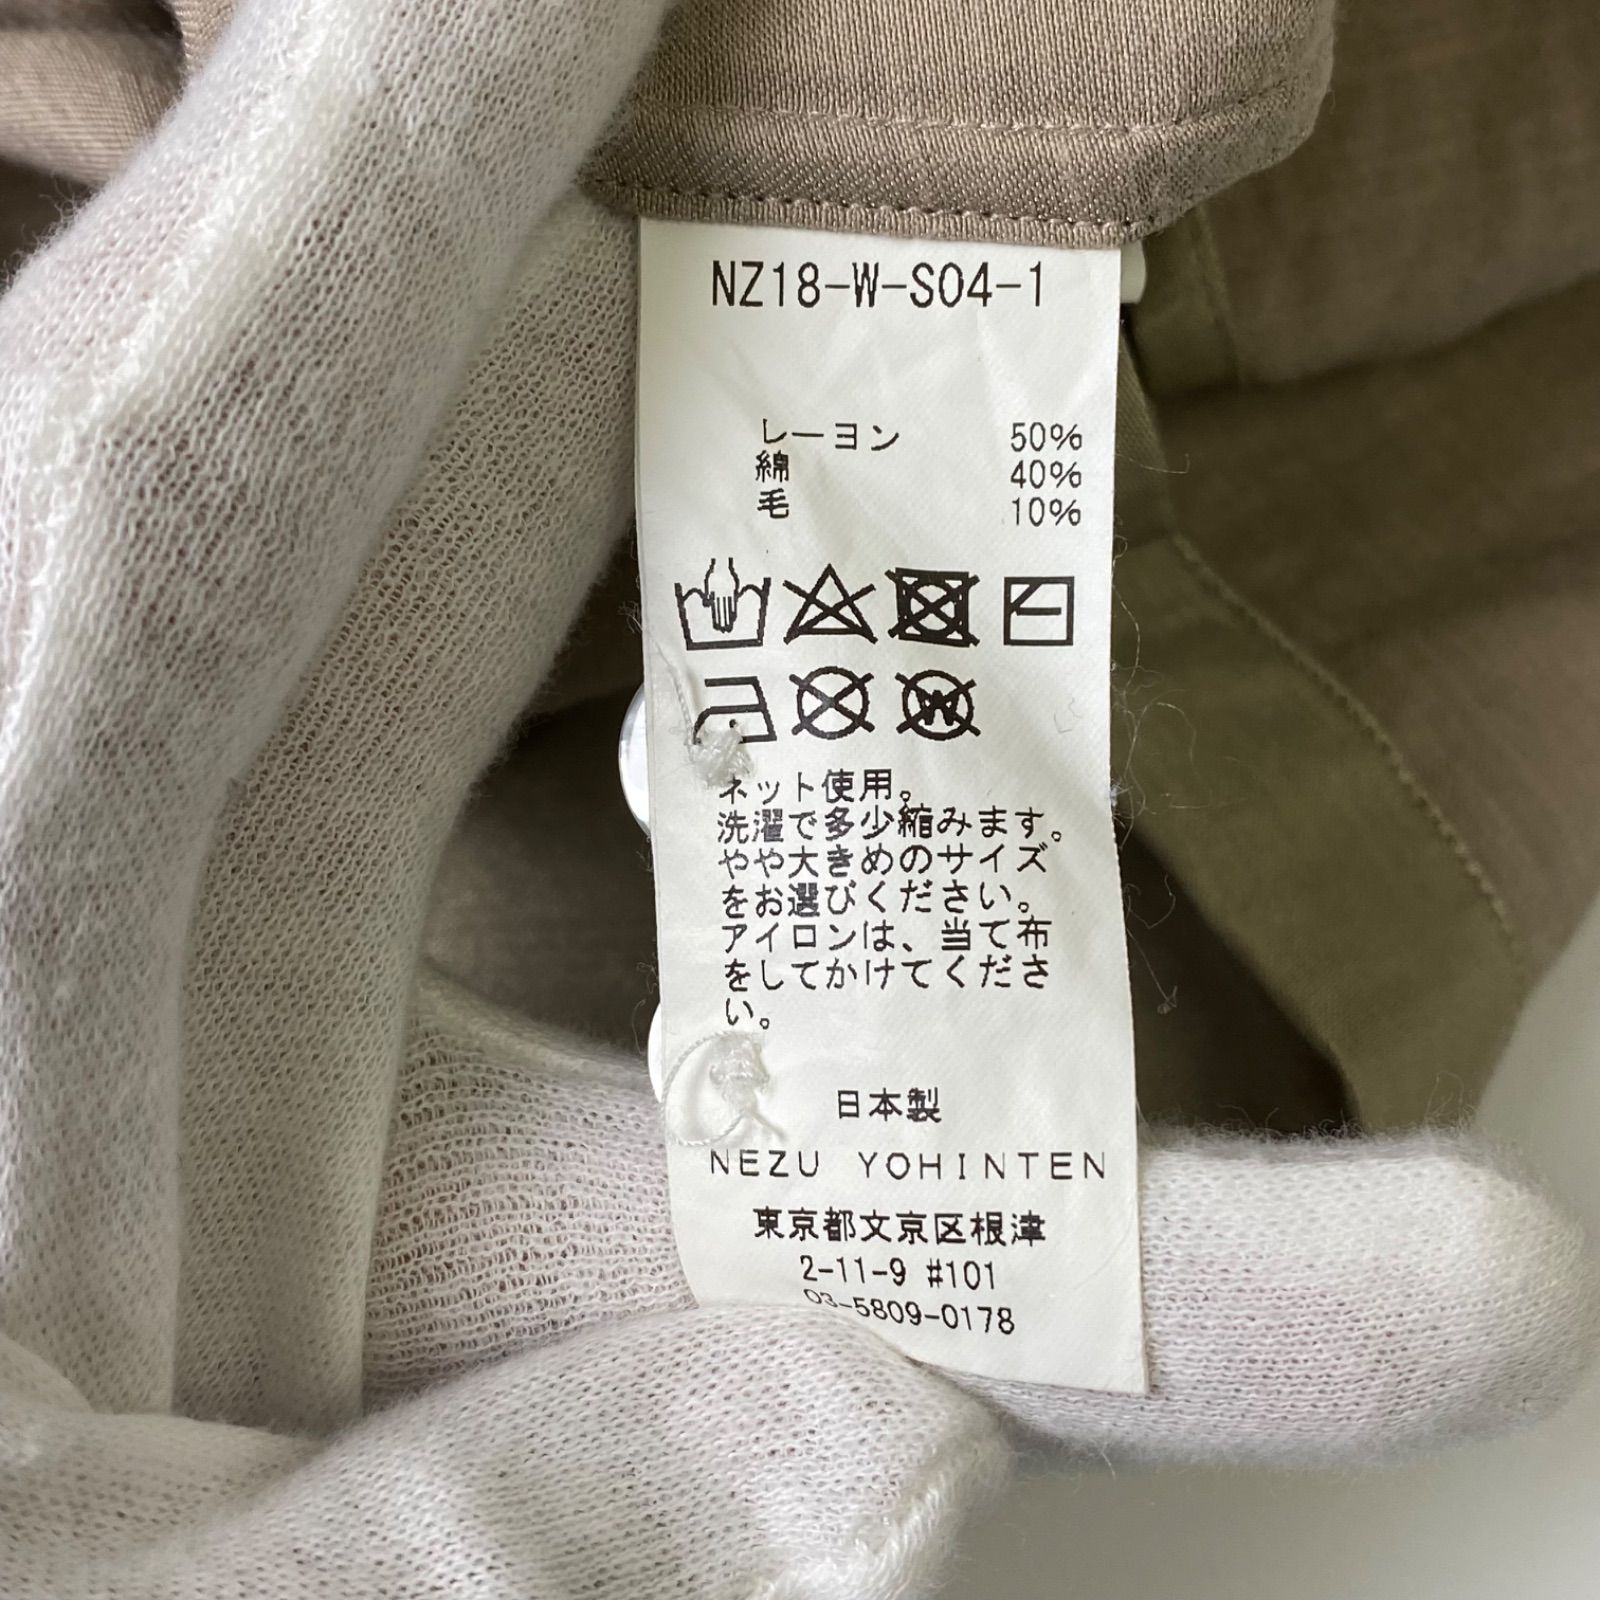 NZ18-W-S04-1
レーヨン 50%
綿 40%
毛 10%
W
ネット使用。
洗濯で多少縮みます。
やや大きめのサイズ
をお選びください。
アイロンは、当て布
をしてかけてくださ
い。
日本製
NEZU YOHINTEN
東京都文京区根津
2-11-9 #101
03-5809-0178